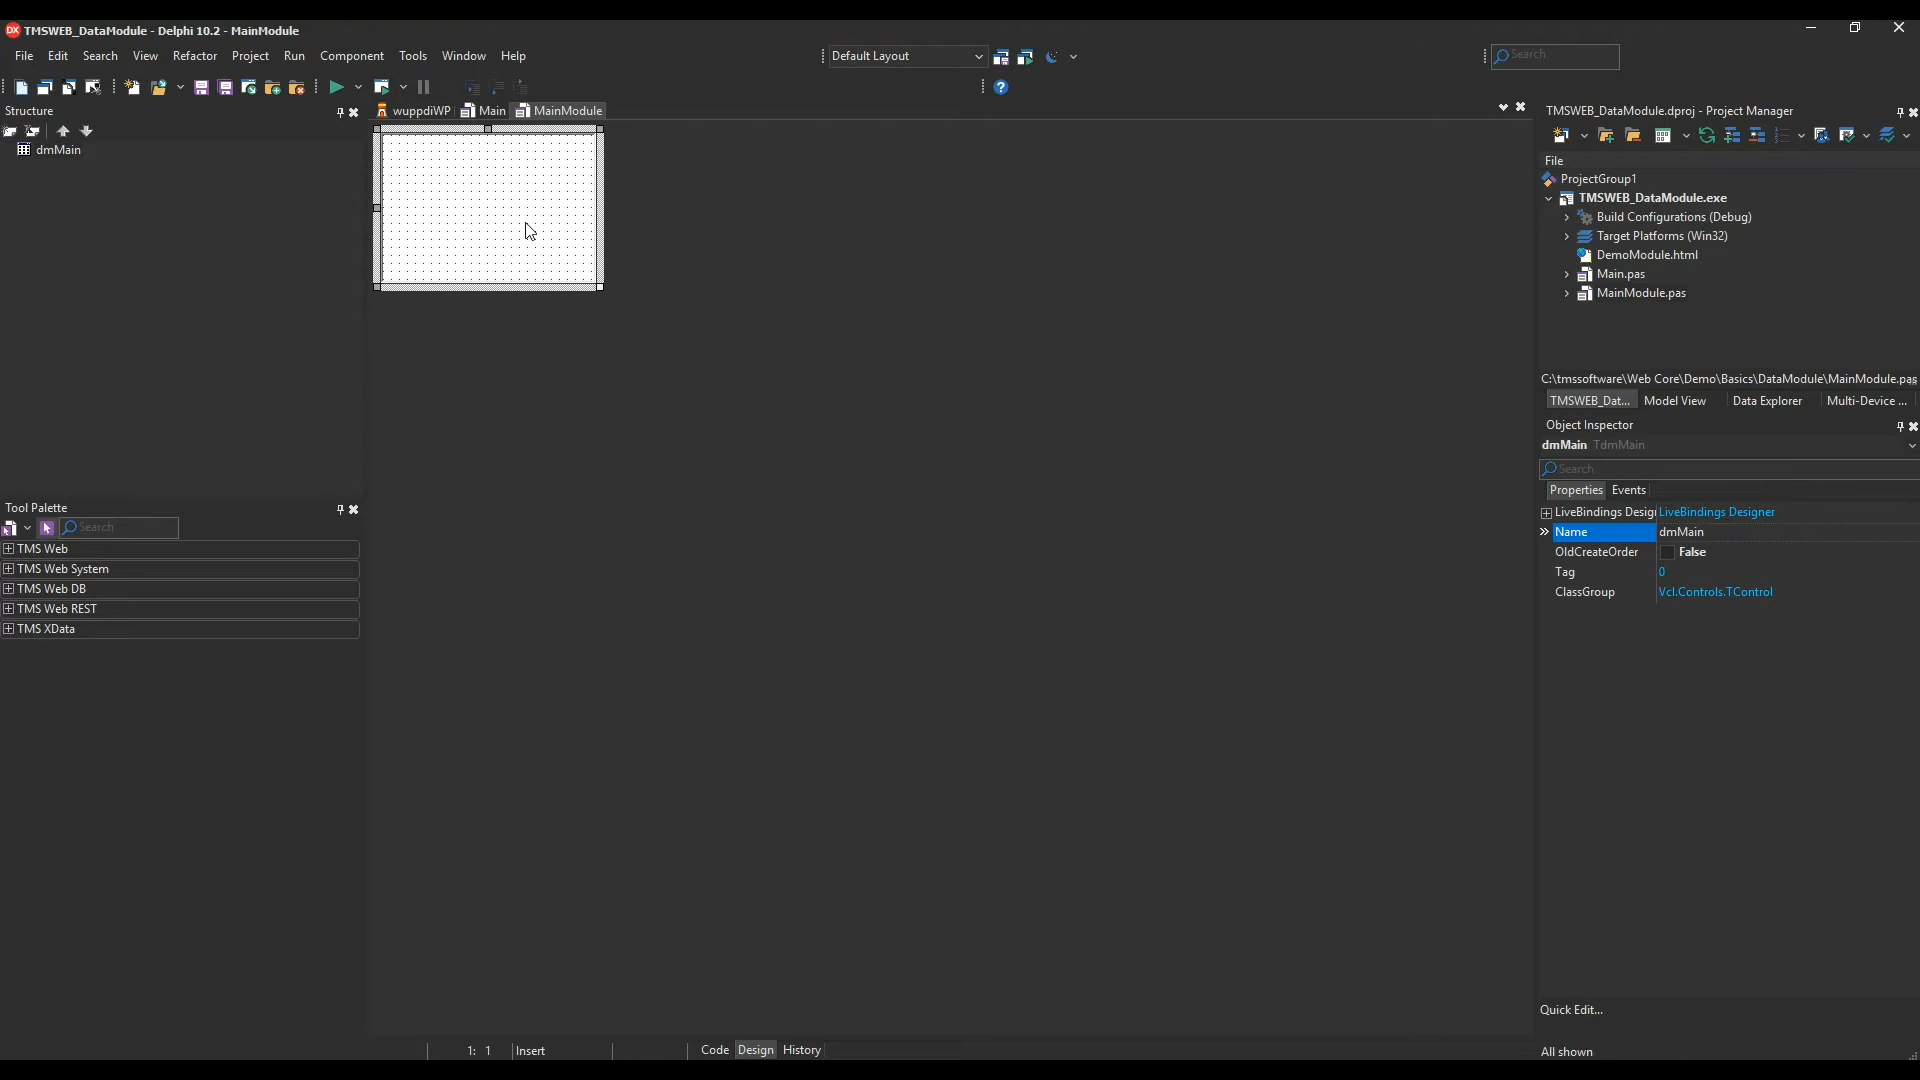 TMSWEB_DataModule - Delphi 10.2 - MainModule
File Edit Search View Refactor Project Run Component Tools Window Help
Default Layout
Search
Structure
wuppdiWP Main MainModule
dmMain
TMSWEB_DataModule.dproj - Project Manager
File
ProjectGroup1
TMSWEB_DataModule.exe
Build Configurations (Debug)
Target Platforms (Win32)
DemoModule.html
Main.pas
MainModule.pas
C:\tmssoftware\Web Core\Demo\Basics\DataModule\MainModule.pas
TMSWEB_Dat... Model View Data Explorer Multi-Device ...
Object Inspector
dmMain TdmMain
Search
Properties Events
LiveBindings Desig LiveBindings Designer
Name dmMain
OldCreateOrder False
Tag 0
ClassGroup Vcl.Controls.TControl
Tool Palette
Search
TMS Web
TMS Web System
TMS Web DB
TMS Web REST
TMS XData
Quick Edit...
1: 1 Insert Code Design History
All shown